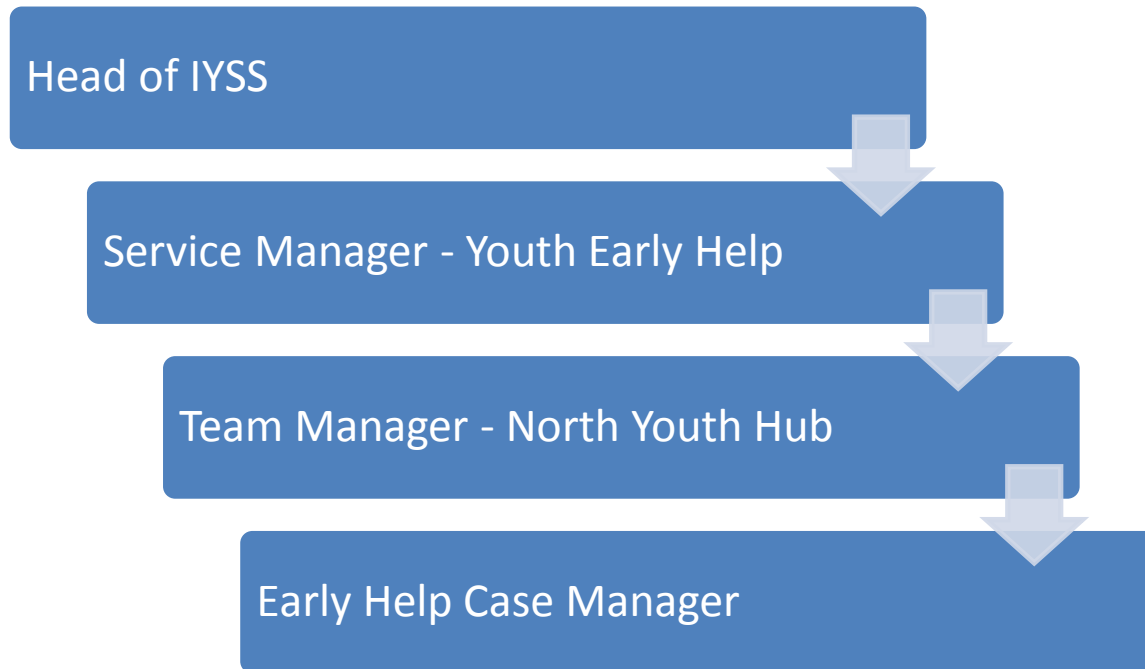 Head of IYSS
Service Manager - Youth Early Help
Team Manager - North Youth Hub
Early Help Case Manager